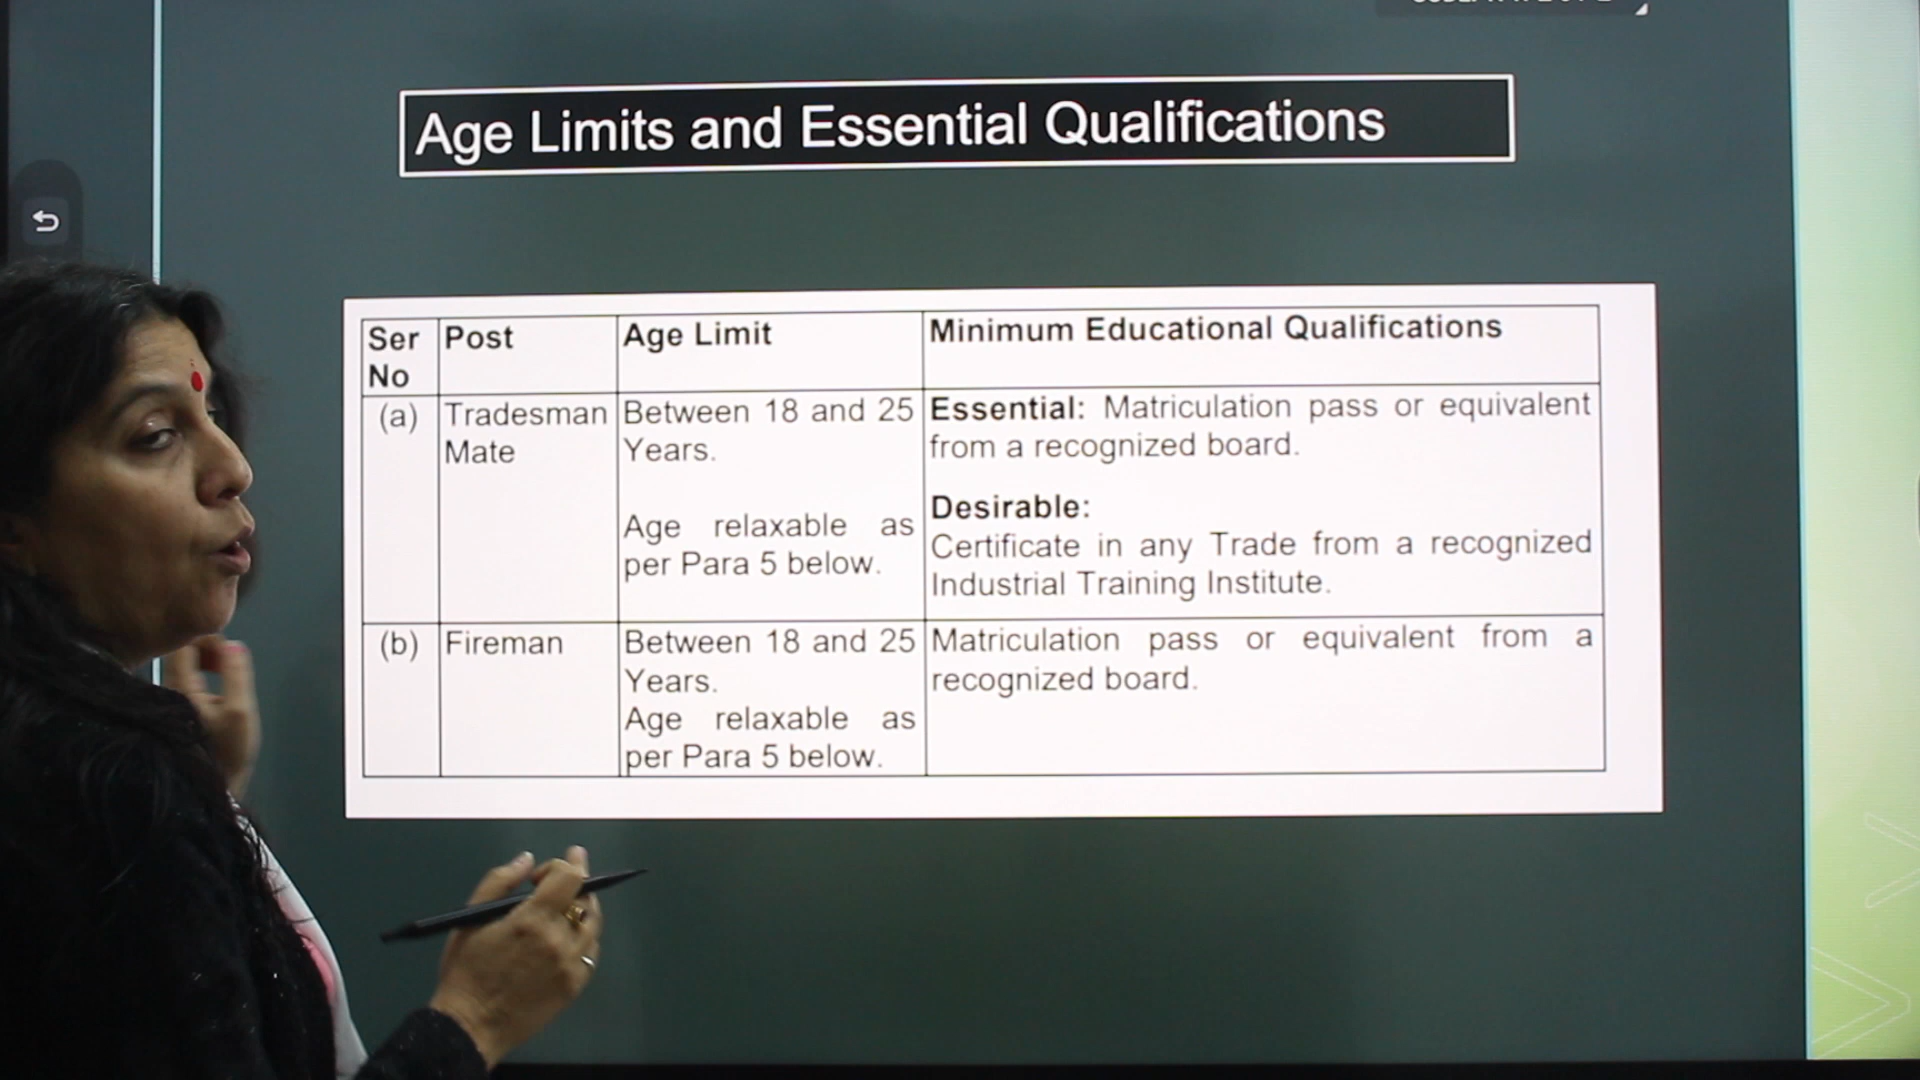 Age Limits and Essential Qualifications
Ser No
Post
Age Limit
Minimum Educational Qualifications
(a)
Tradesman
Mate
Between 18 and 25
Years.
Age relaxable as
per Para 5 below.
Essential: Matriculation pass or equivalent
from a recognized board.
Desirable:
Certificate in any Trade from a recognized
Industrial Training Institute.
(b)
Fireman
Between 18 and 25
Years.
Age relaxable as
per Para 5 below.
Matriculation pass or equivalent from a
recognized board.